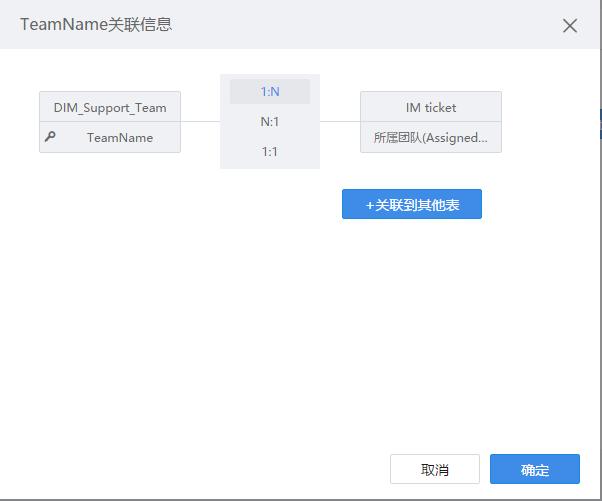 TeamName关联信息
DIM_Support_Team
TeamName
1:N
N:1
1:1
IM ticket
所属团队(Assigned...
+关联到其他表
取消
确定